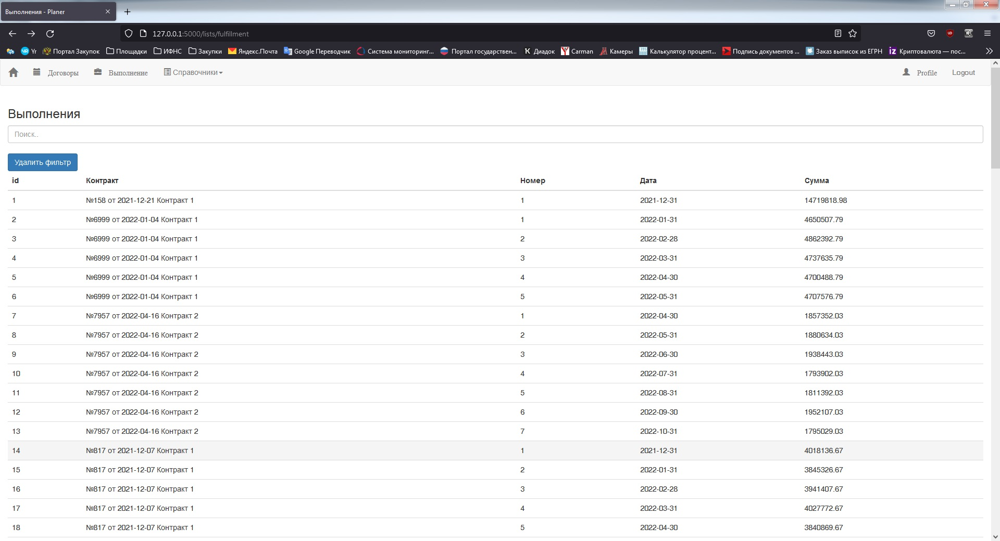 Выполнения - Planer
127.0.0.1:5000/lists/fulfillment
Yr Портал Закупок Площадки ИФНС Закупки Яндекс.Почта Google Переводчик Система мониторинг... Портал государствен... Диадок Carman Камеры Калькулятор процент... Подпись документов ... Заказ выписок из ЕГРН Криптовалюта — пос...
Договоры Выполнение Справочники Profile Logout
Выполнения
Поиск..
Удалить фильтр
id Контракт Номер Дата Сумма
1 №158 от 2021-12-21 Контракт 1 1 2021-12-31 14719818.98
2 №6999 от 2022-01-04 Контракт 1 1 2022-01-31 4650507.79
3 №6999 от 2022-01-04 Контракт 1 2 2022-02-28 4862392.79
4 №6999 от 2022-01-04 Контракт 1 3 2022-03-31 4737635.79
5 №6999 от 2022-01-04 Контракт 1 4 2022-04-30 4700488.79
6 №6999 от 2022-01-04 Контракт 1 5 2022-05-31 4707576.79
7 №7957 от 2022-04-16 Контракт 2 1 2022-04-30 1857352.03
8 №7957 от 2022-04-16 Контракт 2 2 2022-05-31 1880634.03
9 №7957 от 2022-04-16 Контракт 2 3 2022-06-30 1938443.03
10 №7957 от 2022-04-16 Контракт 2 4 2022-07-31 1793902.03
11 №7957 от 2022-04-16 Контракт 2 5 2022-08-31 1811392.03
12 №7957 от 2022-04-16 Контракт 2 6 2022-09-30 1952107.03
13 №7957 от 2022-04-16 Контракт 2 7 2022-10-31 1795029.03
14 №817 от 2021-12-07 Контракт 1 1 2021-12-31 4018136.67
15 №817 от 2021-12-07 Контракт 1 2 2022-01-31 3845326.67
16 №817 от 2021-12-07 Контракт 1 3 2022-02-28 3941407.67
17 №817 от 2021-12-07 Контракт 1 4 2022-03-31 4027772.67
18 №817 от 2021-12-07 Контракт 1 5 2022-04-30 3840869.67